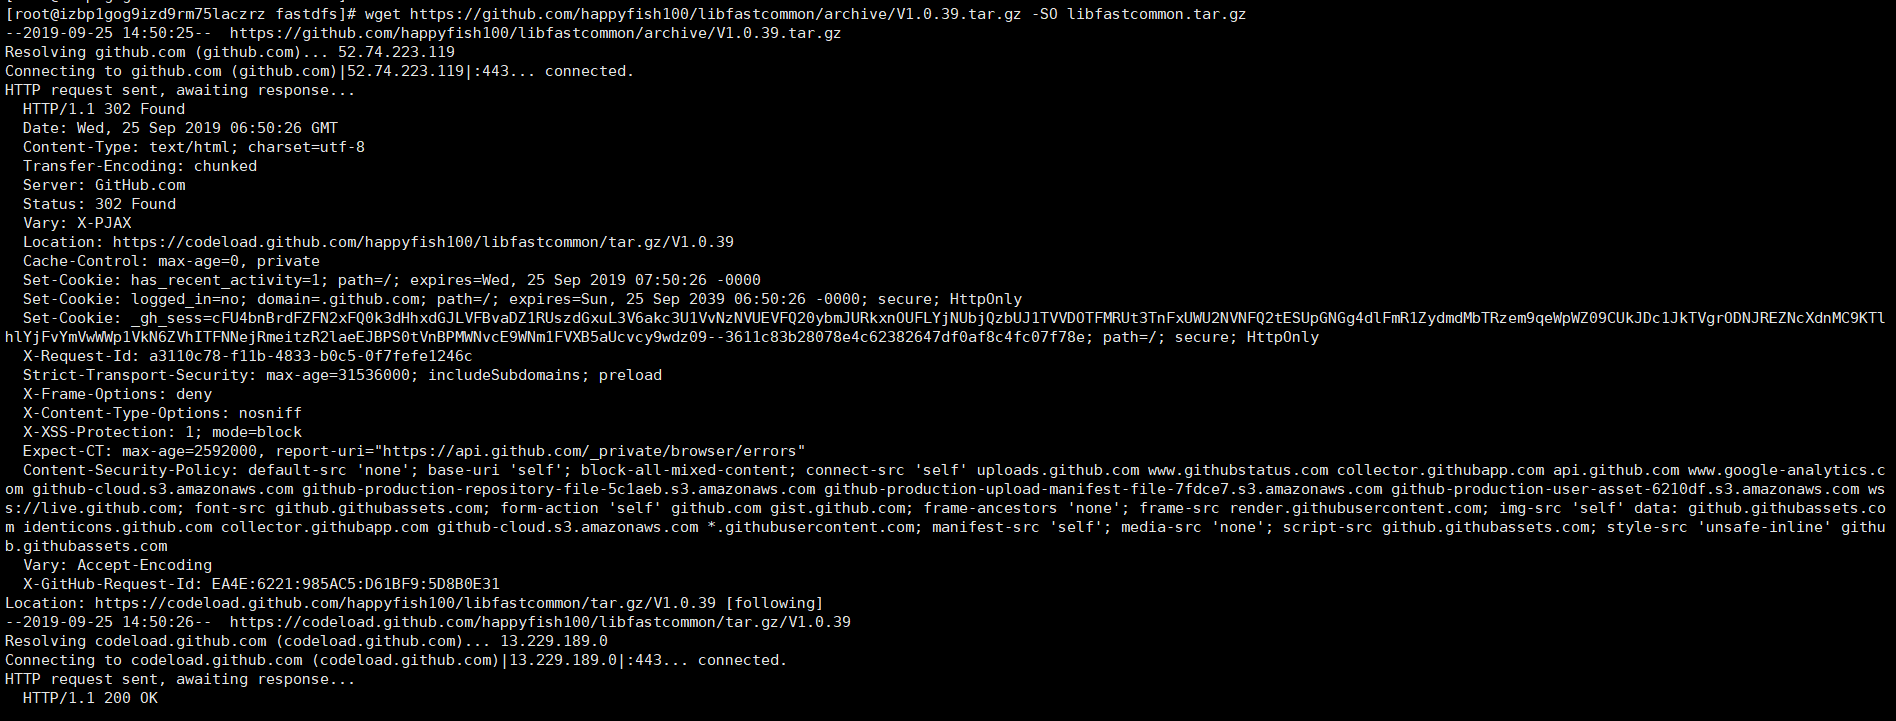 [root@izbp1gog9izd9rm75laczrz fastdfs]# wget https://github.com/happyfish100/libfastcommon/archive/V1.0.39.tar.gz -SO libfastcommon.tar.gz
--2019-09-25 14:50:25--  https://github.com/happyfish100/libfastcommon/archive/V1.0.39.tar.gz
Resolving github.com (github.com)... 52.74.223.119
Connecting to github.com (github.com)|52.74.223.119|:443... connected.
HTTP request sent, awaiting response...
  HTTP/1.1 302 Found
  Date: Wed, 25 Sep 2019 06:50:26 GMT
  Content-Type: text/html; charset=utf-8
  Transfer-Encoding: chunked
  Server: GitHub.com
  Status: 302 Found
  Vary: X-PJAX
  Location: https://codeload.github.com/happyfish100/libfastcommon/tar.gz/V1.0.39
  Cache-Control: max-age=0, private
  Set-Cookie: has_recent_activity=1; path=/; expires=Wed, 25 Sep 2019 07:50:26 -0000
  Set-Cookie: logged_in=no; domain=.github.com; path=/; expires=Sun, 25 Sep 2039 06:50:26 -0000; secure; HttpOnly
  Set-Cookie: _gh_sess=cFU4bnBrdFZFN2xFQ0k3dHhxdGJLVFBvaDZ1RUszdGxuL3V6akc3U1VvNzNVUEVFQ20ybmJURkxnOUFLYjNUbjQzbUJ1TVVDOTFMRUt3TnFxUWU2NVNFQ2tESUpGNGg4dlFmR1ZydmdMbTRzem9qeWpWZ09CUkJDc1JkTVgrODNJREZNcXdnMC9KTl
hlYjFvYmVwWWp1VkN6ZVhITFNNejRmeitzR2laeEJBPS0tVnBPMWNvcE9WNm1FVXB5aUcvcy9wdz09--3611c83b28078e4c62382647df0af8c4fc07f78e; path=/; secure; HttpOnly
  X-Request-Id: a3110c78-f11b-4833-b0c5-0f7fefe1246c
  Strict-Transport-Security: max-age=31536000; includeSubdomains; preload
  X-Frame-Options: deny
  X-Content-Type-Options: nosniff
  X-XSS-Protection: 1; mode=block
  Expect-CT: max-age=2592000, report-uri="https://api.github.com/_private/browser/errors"
  Content-Security-Policy: default-src 'none'; base-uri 'self'; block-all-mixed-content; connect-src 'self' uploads.github.com www.githubstatus.com collector.githubapp.com api.github.com www.google-analytics.c
om github-cloud.s3.amazonaws.com github-production-repository-file-5c1aeb.s3.amazonaws.com github-production-upload-manifest-file-7fdce7.s3.amazonaws.com github-production-user-asset-6210df.s3.amazonaws.com ws
s://live.github.com; font-src github.githubassets.com; form-action 'self' github.com gist.github.com; frame-ancestors 'none'; frame-src render.githubusercontent.com; img-src 'self' data: github.githubassets.co
m identicons.github.com collector.githubapp.com github-cloud.s3.amazonaws.com *.githubusercontent.com; manifest-src 'self'; media-src 'none'; script-src github.githubassets.com; style-src 'unsafe-inline' githu
b.githubassets.com
  Vary: Accept-Encoding
  X-GitHub-Request-Id: EA4E:6221:985AC5:D61BF9:5D8B0E31
Location: https://codeload.github.com/happyfish100/libfastcommon/tar.gz/V1.0.39 [following]
--2019-09-25 14:50:26--  https://codeload.github.com/happyfish100/libfastcommon/tar.gz/V1.0.39
Resolving codeload.github.com (codeload.github.com)... 13.229.189.0
Connecting to codeload.github.com (codeload.github.com)|13.229.189.0|:443... connected.
HTTP request sent, awaiting response...
  HTTP/1.1 200 OK